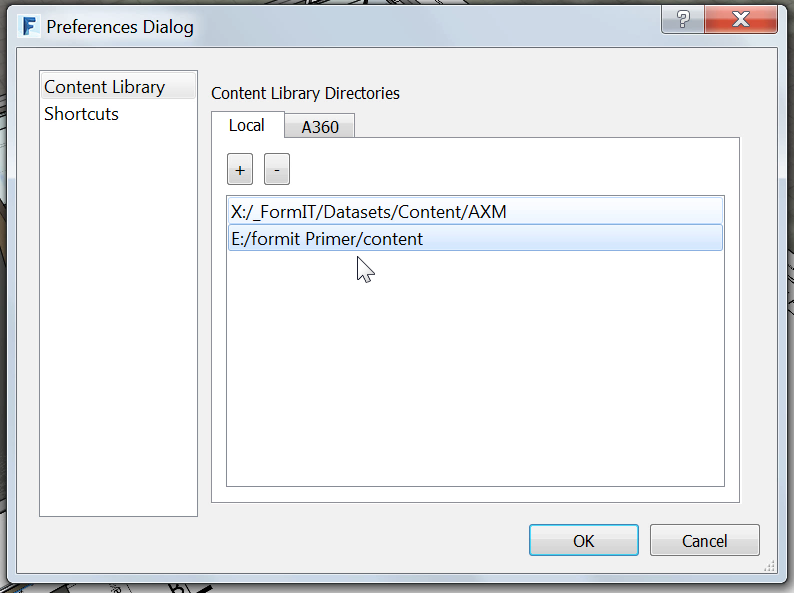 Preferences Dialog
?
Content Library
Shortcuts
Content Library Directories
Local
A360
+
-
X:/_FormIT/Datasets/Content/AXM
E:/formit Primer/content
OK
Cancel